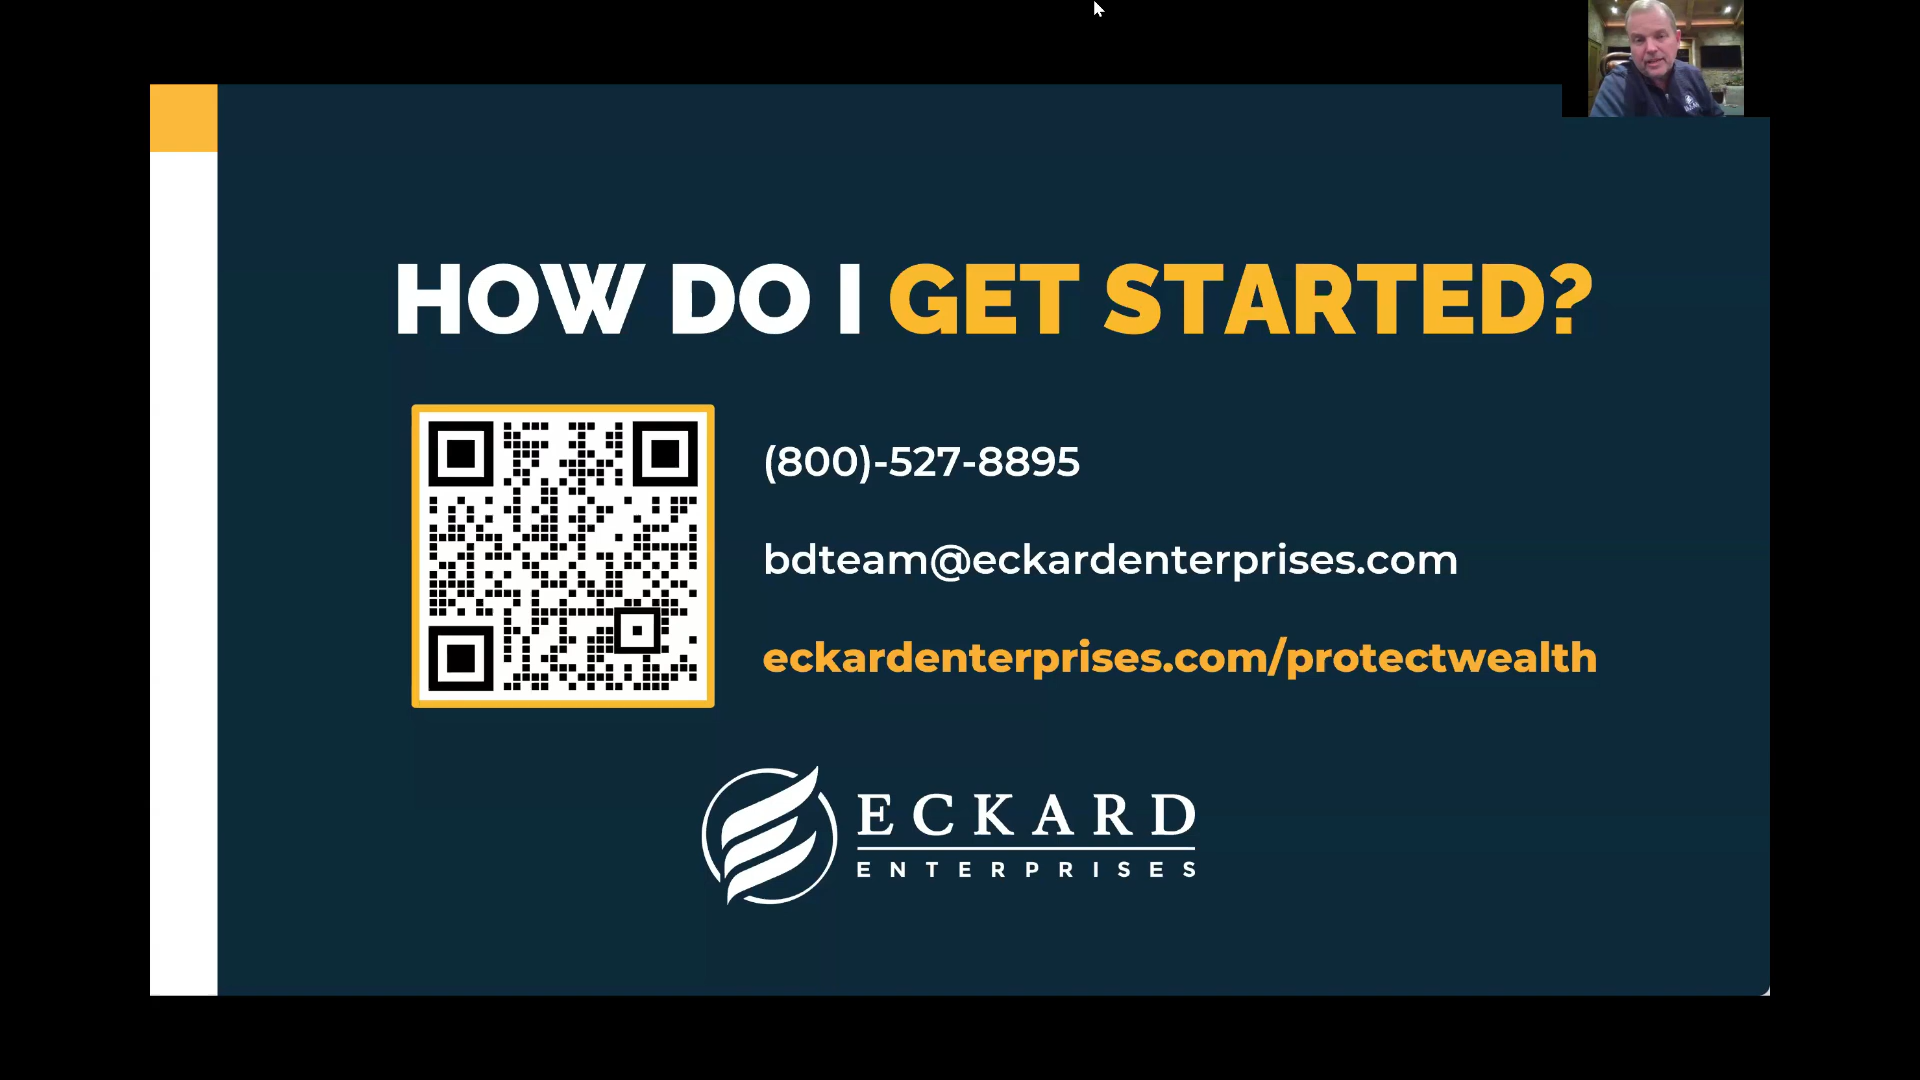 HOW DO I GET STARTED?
(800)-527-8895
bdteam@eckardenterprises.com
eckardenterprises.com/protectwealth
ECKARD
ENTERPRISES